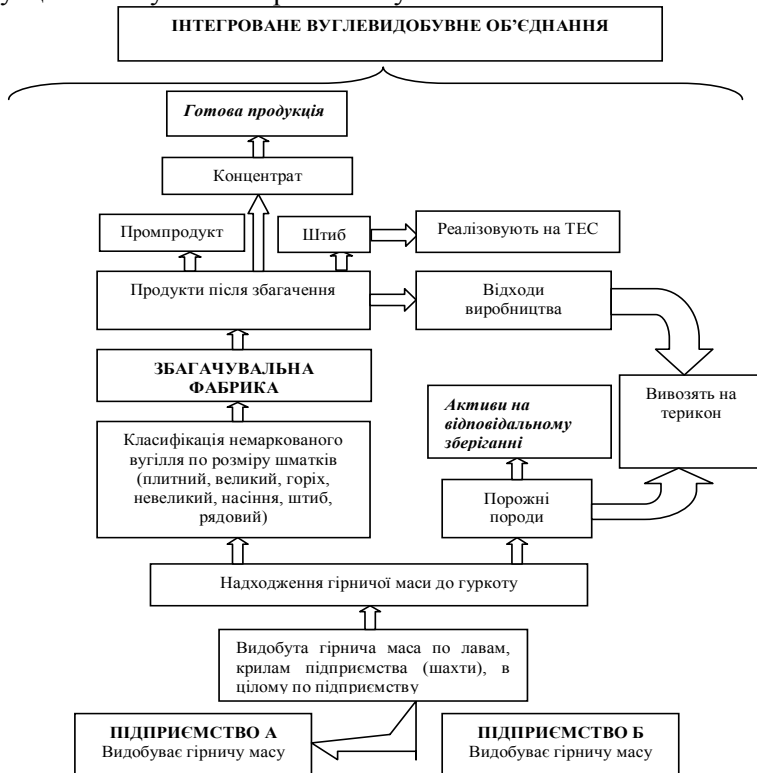 ІНТЕГРОВАНЕ ВУГЛЕВИДОБУВНЕ ОБ’ЄДНАННЯ
Готова продукція
Концентрат
Промпродукт
Штиб
Реалізовують на ТЕС
Продукти після збагачення
Відходи
виробництва
ЗБАГАЧУВАЛЬНА
ФАБРИКА
Активи на
відповідальному
зберіганні
Вивозять на
терикон
Класифікація немаркованого
вугілля по розміру шматків
(плитний, великий, горіх,
невеликий, насіння, штиб,
рядовий)
Порожні
породи
Надходження гірничої маси до гуркоту
Видобута гірнича маса по лавам,
крилам підприємства (шахти), в
цілому по підприємству
ПІДПРИЄМСТВО А
Видобуває гірничу масу
ПІДПРИЄМСТВО Б
Видобуває гірничу масу